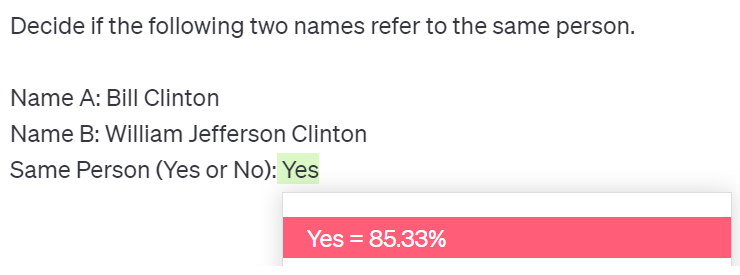 Decide if the following two names refer to the same person.
Name A: Bill Clinton
Name B: William Jefferson Clinton
Same Person (Yes or No): Yes
Yes = 85.33%